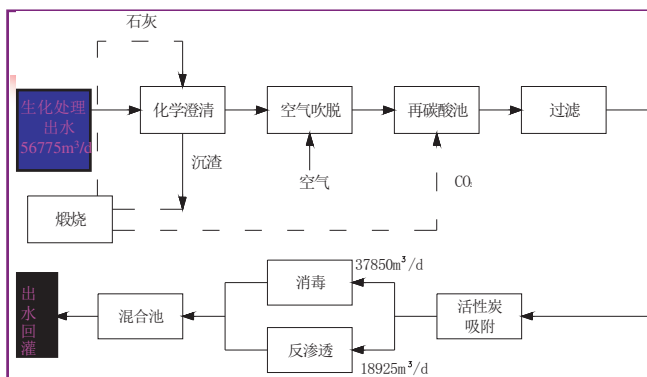 石灰
生化处理
出水
56775m³/d
化学澄清
空气吹脱
再碳酸池
过滤
沉渣
空气
CO₂
煅烧
37850m³/d
消毒
出水回灌
混合池
活性炭
吸附
反渗透
18925m³/d